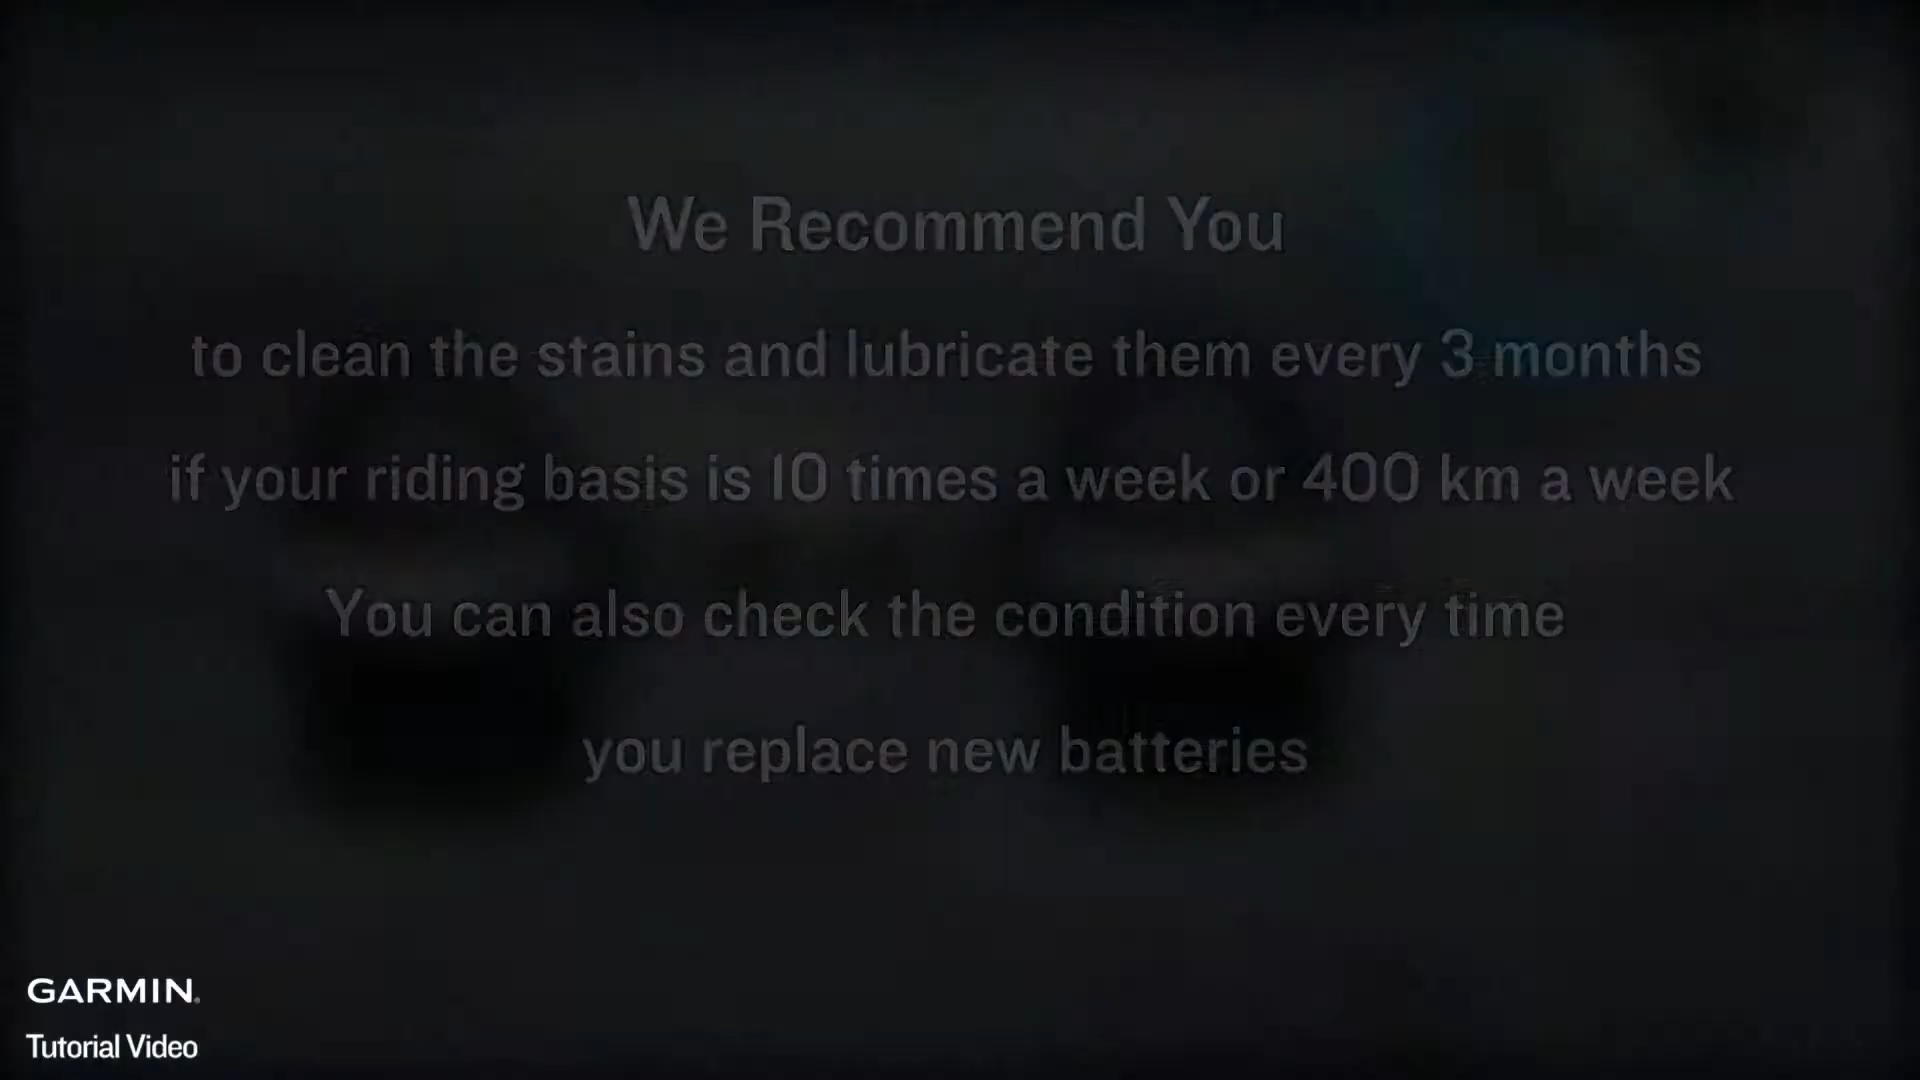 We Recommend You
to clean the stains and lubricate them every 3 months
if your riding basis is 10 times a week or 400 km a week
You can also check the condition every time
you replace new batteries
GARMIN®
Tutorial Video